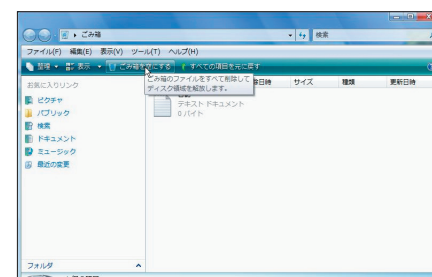 ごみ箱
検索
ファイル(F) 編集(E) 表示(V) ツール(T) ヘルプ(H)
整理 表示 ごみ箱を空にする すべての項目を元に戻す
ごみ箱のファイルをすべて削除して
ディスク領域を解放します。
お気に入りリンク
除日時 サイズ 種類 更新日時
テキスト ドキュメント
0 バイト
ピクチャ
パブリック
検索
ドキュメント
ミュージック
最近の変更
フォルダ